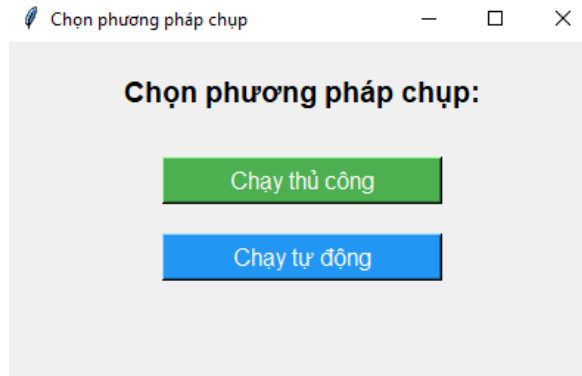 Chọn phương pháp chụp
Chọn phương pháp chụp:
Chạy thủ công
Chạy tự động